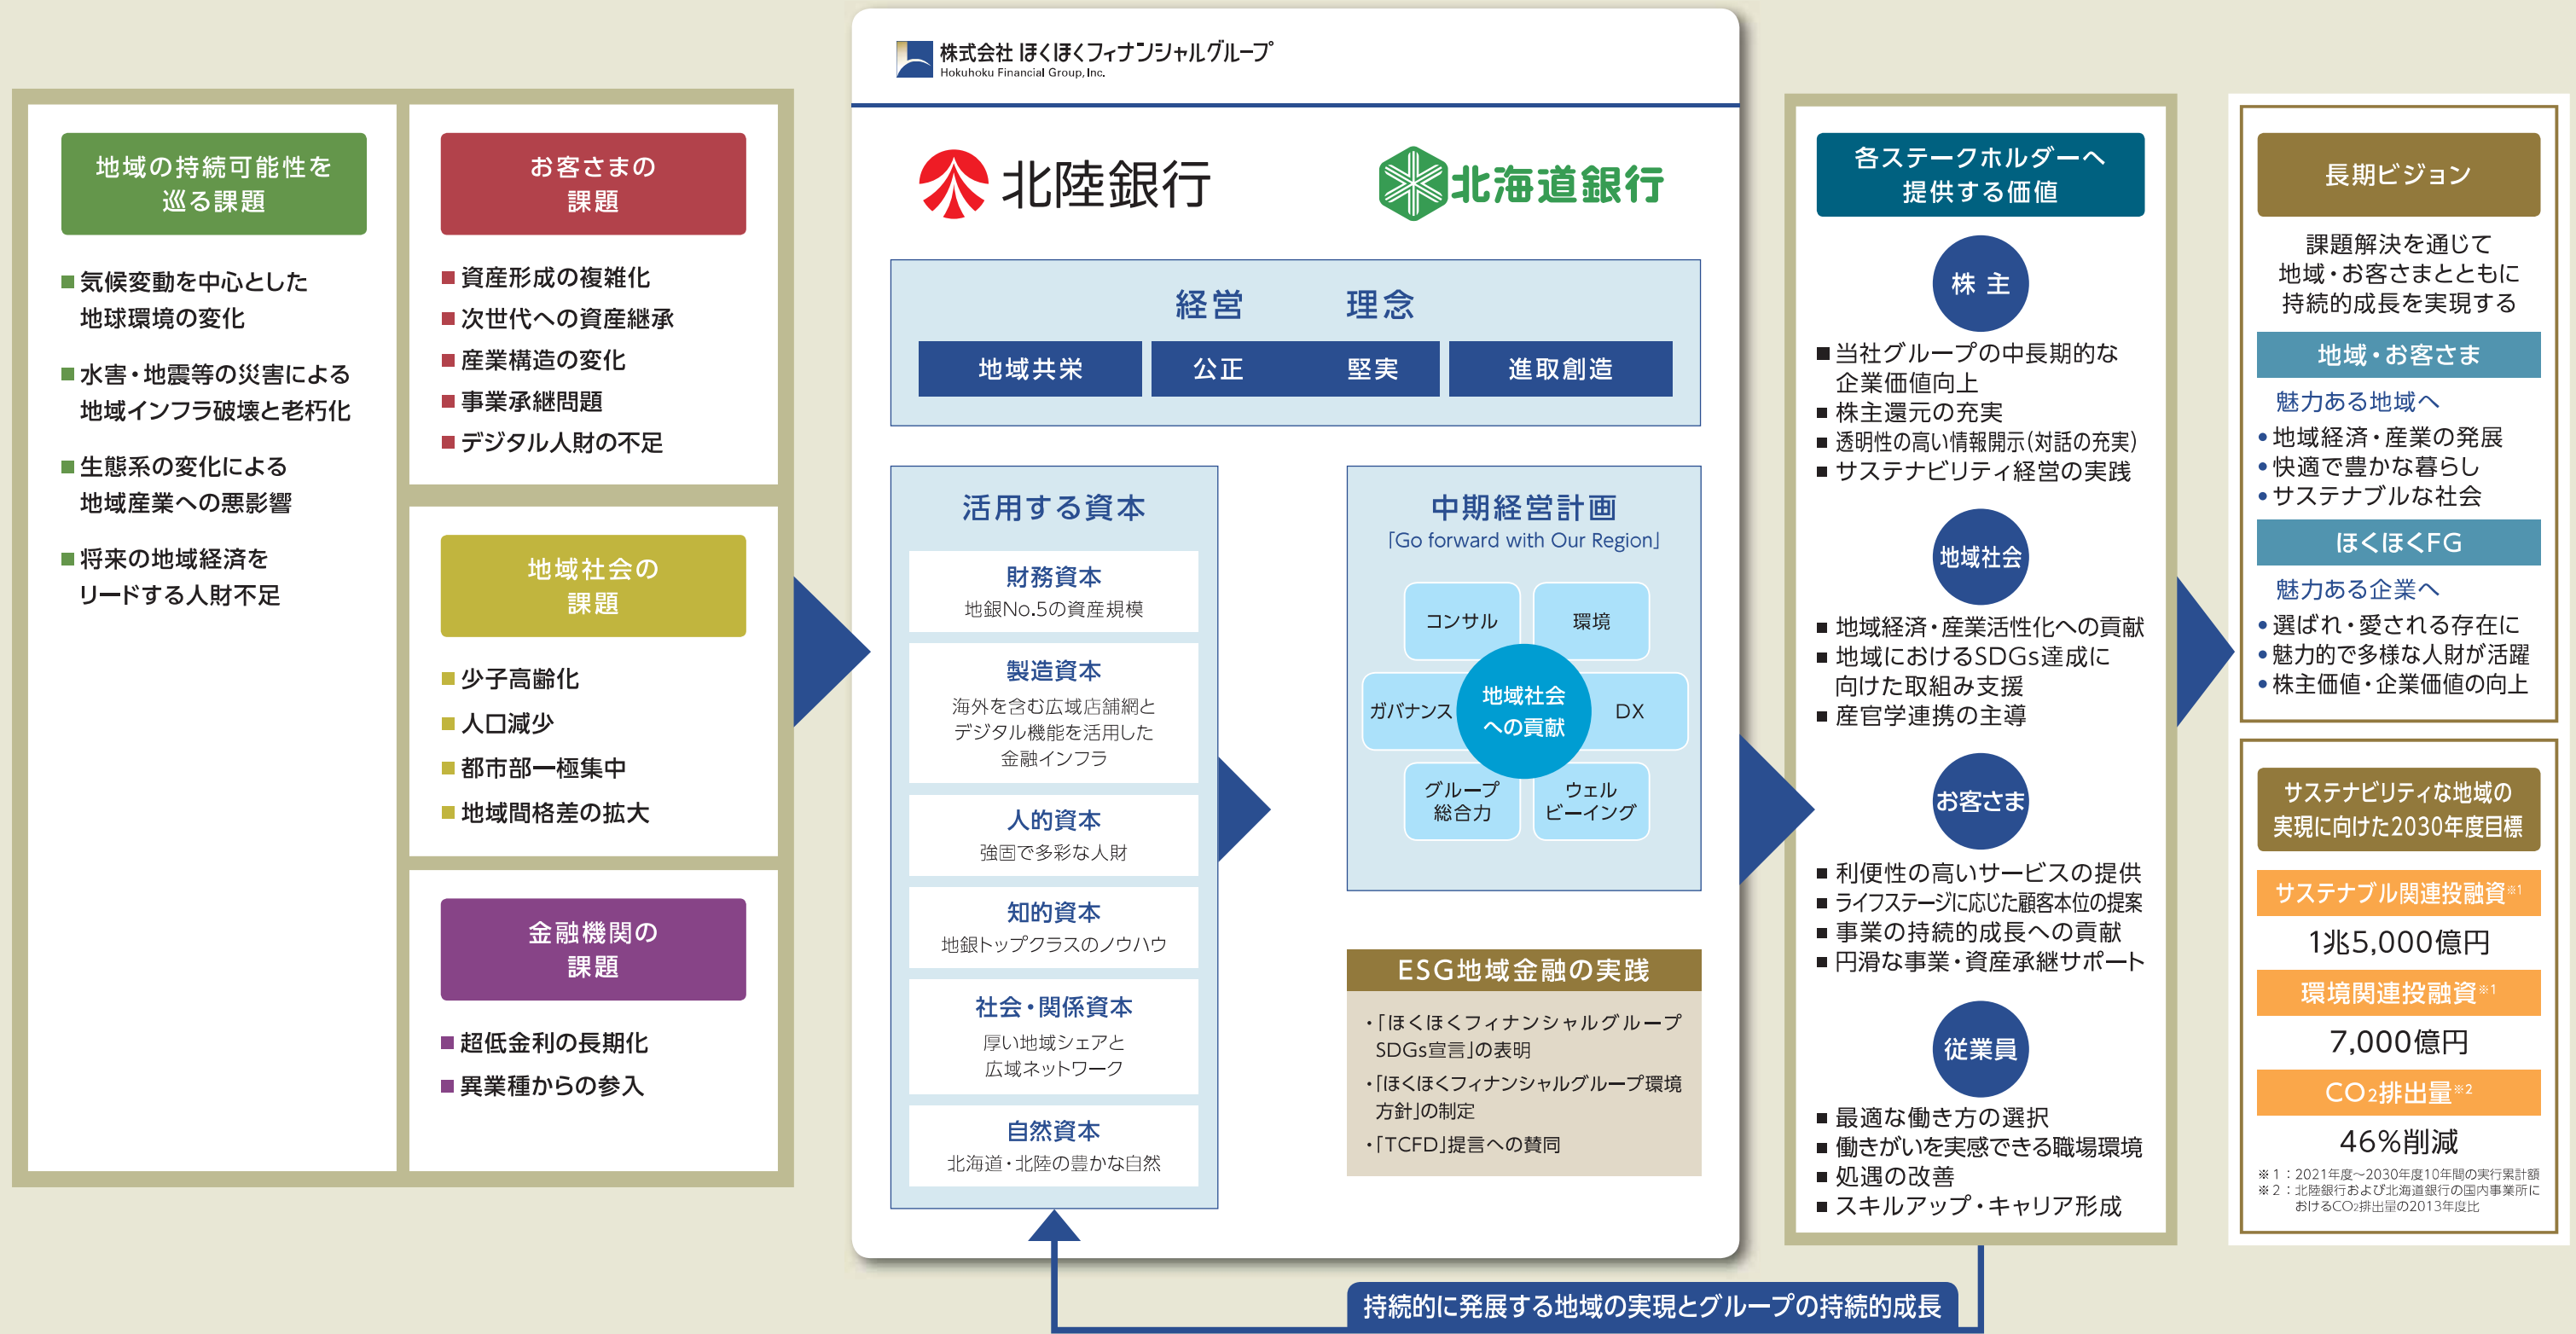 地域の持続可能性を
巡る課題
■気候変動を中心とした
地球環境の変化
■水害・地震等の災害による
地域インフラ破壊と老朽化
■生態系の変化による
地域産業への悪影響
■将来の地域経済を
リードする人財不足
お客さまの
課題
■資産形成の複雑化
■次世代への資産継承
■産業構造の変化
■事業承継問題
■デジタル人財の不足
地域社会の
課題
■少子高齢化
■人口減少
■都市部一極集中
■地域間格差の拡大
金融機関の
課題
■超低金利の長期化
■異業種からの参入
株式会社 ほくほくフィナンシャルグループ
Hokuhoku Financial Group, Inc.
北陸銀行
北海道銀行
経営 理念
地域共栄
公正 堅実
進取創造
活用する資本
財務資本
地銀No.5の資産規模
製造資本
海外を含む広域店舗網と
デジタル機能を活用した
金融インフラ
人的資本
強固で多彩な人財
知的資本
地銀トップクラスのノウハウ
社会・関係資本
厚い地域シェアと
広域ネットワーク
自然資本
北海道・北陸の豊かな自然
中期経営計画
「Go forward with Our Region」
コンサル
環境
ガバナンス
地域社会
への貢献
DX
グループ
総合力
ウェル
ビーイング
ESG地域金融の実践
・「ほくほくフィナンシャルグループ
SDGs宣言」の表明
・「ほくほくフィナンシャルグループ環境
方針」の制定
・「TCFD」提言への賛同
各ステークホルダーへ
提供する価値
株 主
■当社グループの中長期的な
企業価値向上
■株主還元の充実
■透明性の高い情報開示(対話の充実)
■サステナビリティ経営の実践
地域社会
■地域経済・産業活性化への貢献
■地域におけるSDGs達成に
向けた取組み支援
■産官学連携の主導
お客さま
■利便性の高いサービスの提供
■ライフステージに応じた顧客本位の提案
■事業の持続的成長への貢献
■円滑な事業・資産承継サポート
従業員
■最適な働き方の選択
■働きがいを実感できる職場環境
■処遇の改善
■スキルアップ・キャリア形成
持続的に発展する地域の実現とグループの持続的成長
長期ビジョン
課題解決を通じて
地域・お客さまとともに
持続的成長を実現する
地域・お客さま
魅力ある地域へ
●地域経済・産業の発展
●快適で豊かな暮らし
●サステナブルな社会
ほくほくFG
魅力ある企業へ
●選ばれ・愛される存在に
●魅力的で多様な人財が活躍
●株主価値・企業価値の向上
サステナビリティな地域の
実現に向けた2030年度目標
サステナブル関連投融資※1
1兆5,000億円
環境関連投融資※1
7,000億円
CO2排出量※2
46%削減
※1：2021年度～2030年度10年間の実行累計額
※2：北陸銀行および北海道銀行の国内事業所に
おけるCO2排出量の2013年度比